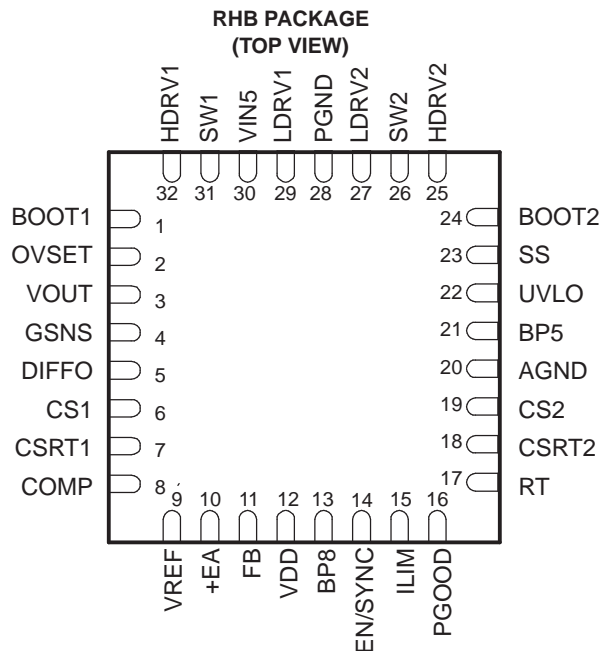 RHB PACKAGE
(TOP VIEW)
HDRV1
SW1
VIN5
LDRV1
PGND
LDRV2
SW2
HDRV2
32
31
30
29
28
27
26
25
BOOT1 1
OVSET 2
VOUT 3
GSNS 4
DIFFO 5
CS1 6
CSRT1 7
COMP 8
24 BOOT2
23 SS
22 UVLO
21 BP5
20 AGND
19 CS2
18 CSRT2
17 RT
9
10
11
12
13
14
15
16
VREF
+EA
FB
VDD
BP8
EN/SYNC
ILIM
PGOOD